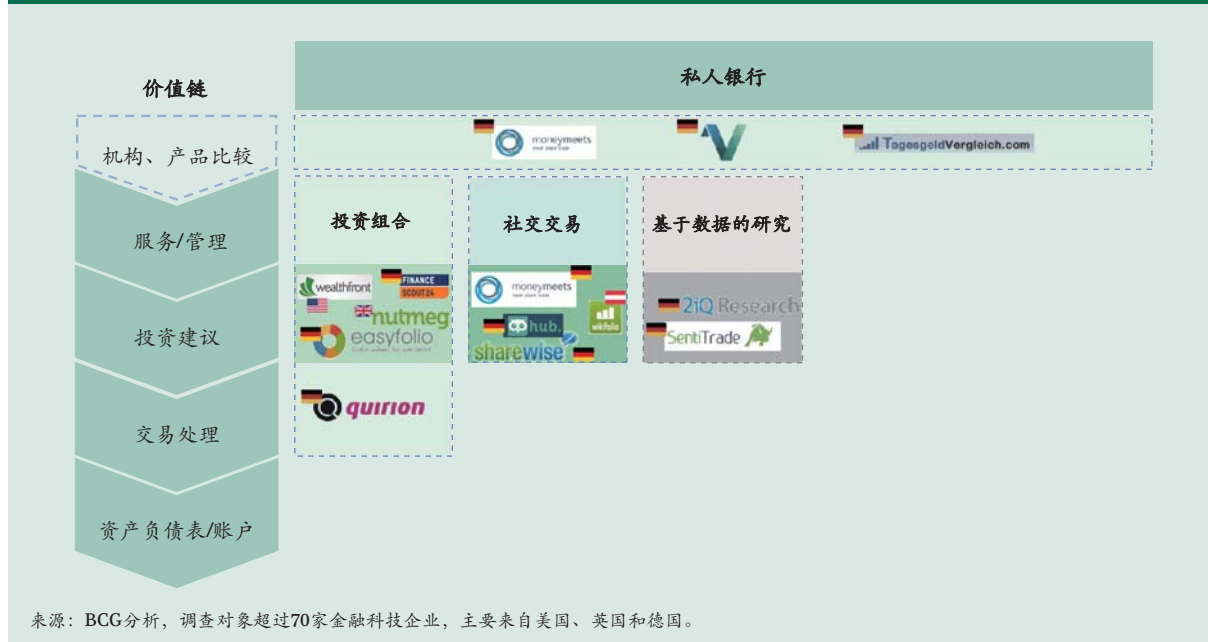 价值链
私人银行
机构、产品比较
moneymeets
TagesgeldVergleich.com
服务/管理
投资组合
社交交易
基于数据的研究
wealthfront
FINANCE
SCOUT24
nutmeg
easyfolio
moneymeets
wikifolio
hub.
sharewise
2iQ Research
SentiTrade
投资建议
quirion
交易处理
资产负债表/账户
来源：BCG分析，调查对象超过70家金融科技企业，主要来自美国、英国和德国。